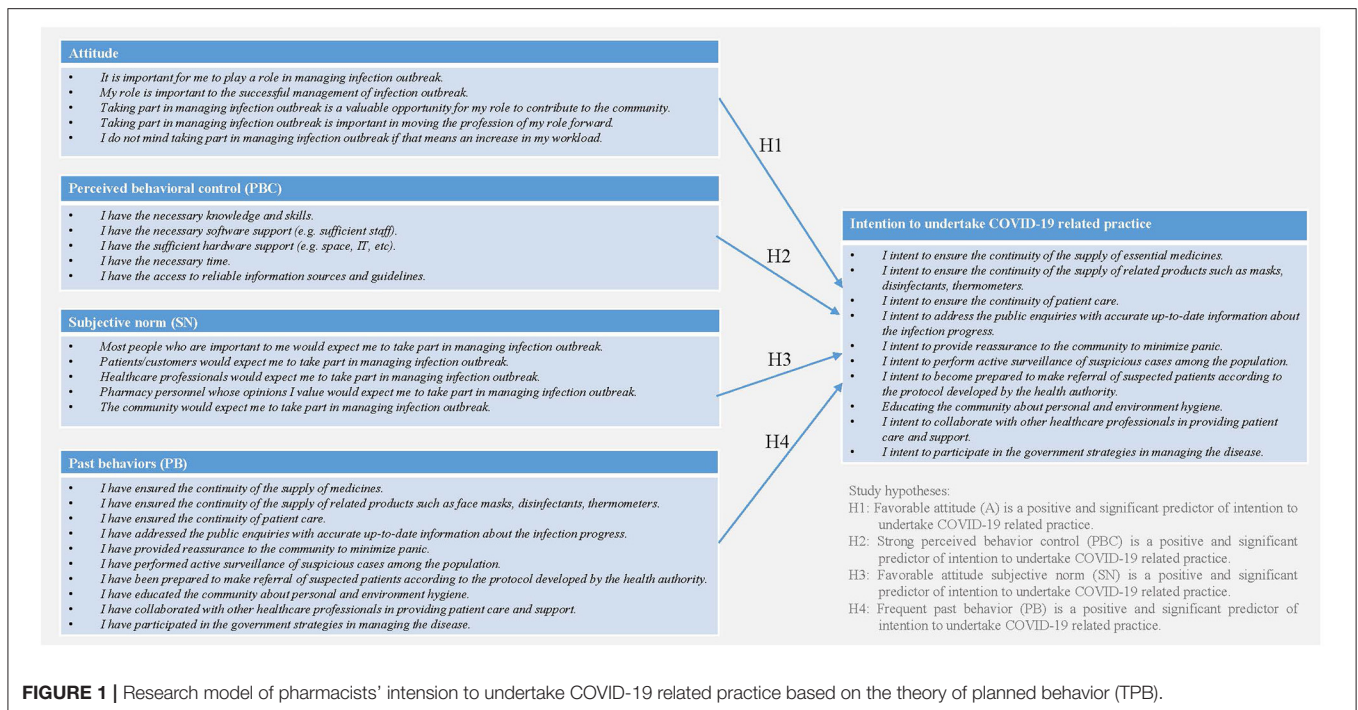 Attitude
• It is important for me to play a role in managing infection outbreak.
• My role is important to the successful management of infection outbreak.
• Taking part in managing infection outbreak is a valuable opportunity for my role to contribute to the community.
• Taking part in managing infection outbreak is important in moving the profession of my role forward.
• I do not mind taking part in managing infection outbreak if that means an increase in my workload.
Perceived behavioral control (PBC)
• I have the necessary knowledge and skills.
• I have the necessary software support (e.g. sufficient staff).
• I have the sufficient hardware support (e.g. space, IT, etc).
• I have the necessary time.
• I have the access to reliable information sources and guidelines.
Subjective norm (SN)
• Most people who are important to me would expect me to take part in managing infection outbreak.
• Patients/customers would expect me to take part in managing infection outbreak.
• Healthcare professionals would expect me to take part in managing infection outbreak.
• Pharmacy personnel whose opinions I value would expect me to take part in managing infection outbreak.
• The community would expect me to take part in managing infection outbreak.
Past behaviors (PB)
• I have ensured the continuity of the supply of medicines.
• I have ensured the continuity of the supply of related products such as face masks, disinfectants, thermometers.
• I have ensured the continuity of patient care.
• I have addressed the public enquiries with accurate up-to-date information about the infection progress.
• I have provided reassurance to the community to minimize panic.
• I have performed active surveillance of suspicious cases among the population.
• I have been prepared to make referral of suspected patients according to the protocol developed by the health authority.
• I have educated the community about personal and environment hygiene.
• I have collaborated with other healthcare professionals in providing patient care and support.
• I have participated in the government strategies in managing the disease.
H1
H2
H3
H4
Intention to undertake COVID-19 related practice
• I intent to ensure the continuity of the supply of essential medicines.
• I intent to ensure the continuity of the supply of related products such as masks,
disinfectants, thermometers.
• I intent to ensure the continuity of patient care.
• I intent to address the public enquiries with accurate up-to-date information about
the infection progress.
• I intent to provide reassurance to the community to minimize panic.
• I intent to perform active surveillance of suspicious cases among the population.
• I intent to become prepared to make referral of suspected patients according to
the protocol developed by the health authority.
• Educating the community about personal and environment hygiene.
• I intent to collaborate with other healthcare professionals in providing patient
care and support.
• I intent to participate in the government strategies in managing the disease.
Study hypotheses:
H1: Favorable attitude (A) is a positive and significant predictor of intention to
undertake COVID-19 related practice.
H2: Strong perceived behavior control (PBC) is a positive and significant
predictor of intention to undertake COVID-19 related practice.
H3: Favorable attitude subjective norm (SN) is a positive and significant
predictor of intention to undertake COVID-19 related practice.
H4: Frequent past behavior (PB) is a positive and significant predictor of
intention to undertake COVID-19 related practice.
FIGURE 1 | Research model of pharmacists' intension to undertake COVID-19 related practice based on the theory of planned behavior (TPB).